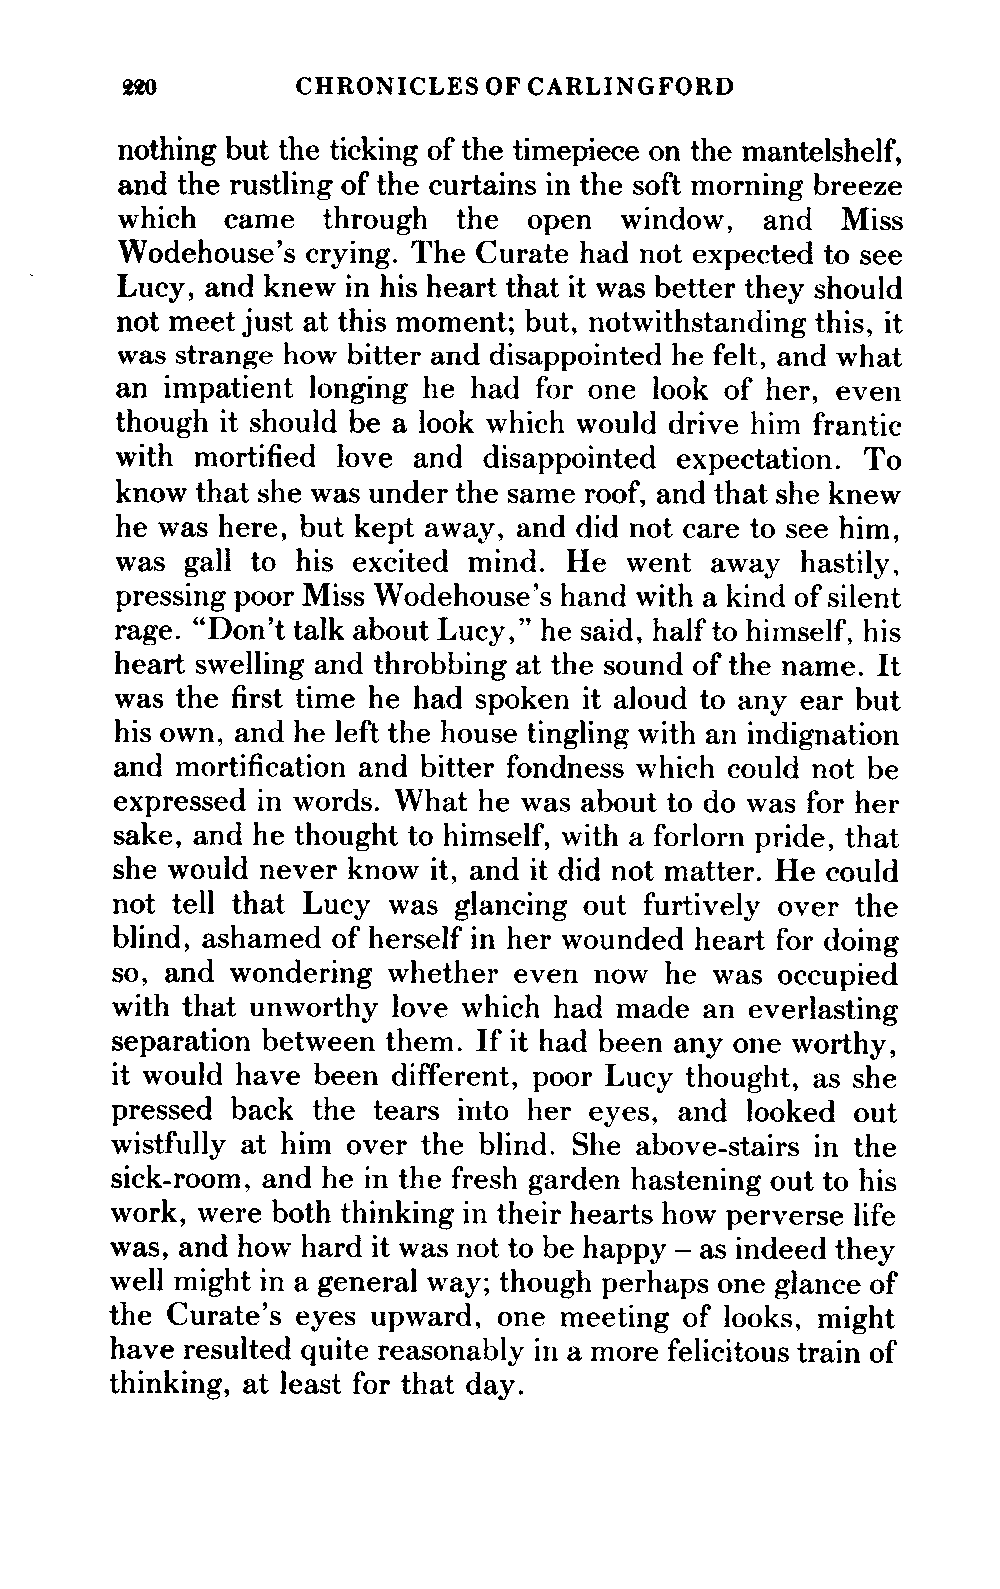 220 CHRONICLES OF CARLINGFORD
nothing but the ticking of the timepiece on the mantelshelf,
and the rustling of the curtains in the soft morning breeze
which came through the open window, and Miss
Wodehouse's crying. The Curate had not expected to see
Lucy, and knew in his heart that it was better they should
not meet just at this moment; but, notwithstanding this, it
was strange how bitter and disappointed he felt, and what
an impatient longing he had for one look of her, even
though it should be a look which would drive him frantic
with mortified love and disappointed expectation. To
know that she was under the same roof, and that she knew
he was here, but kept away, and did not care to see him,
was gall to his excited mind. He went away hastily,
pressing poor Miss Wodehouse's hand with a kind of silent
rage. “Don't talk about Lucy,” he said, half to himself, his
heart swelling and throbbing at the sound of the name. It
was the first time he had spoken it aloud to any ear but
his own, and he left the house tingling with an indignation
and mortification and bitter fondness which could not be
expressed in words. What he was about to do was for her
sake, and he thought to himself, with a forlorn pride, that
she would never know it, and it did not matter. He could
not tell that Lucy was glancing out furtively over the
blind, ashamed of herself in her wounded heart for doing
so, and wondering whether even now he was occupied
with that unworthy love which had made an everlasting
separation between them. If it had been any one worthy,
it would have been different, poor Lucy thought, as she
pressed back the tears into her eyes, and looked out
wistfully at him over the blind. She above-stairs in the
sick-room, and he in the fresh garden hastening out to his
work, were both thinking in their hearts how perverse life
was, and how hard it was not to be happy – as indeed they
well might in a general way; though perhaps one glance of
the Curate's eyes upward, one meeting of looks, might
have resulted quite reasonably in a more felicitous train of
thinking, at least for that day.